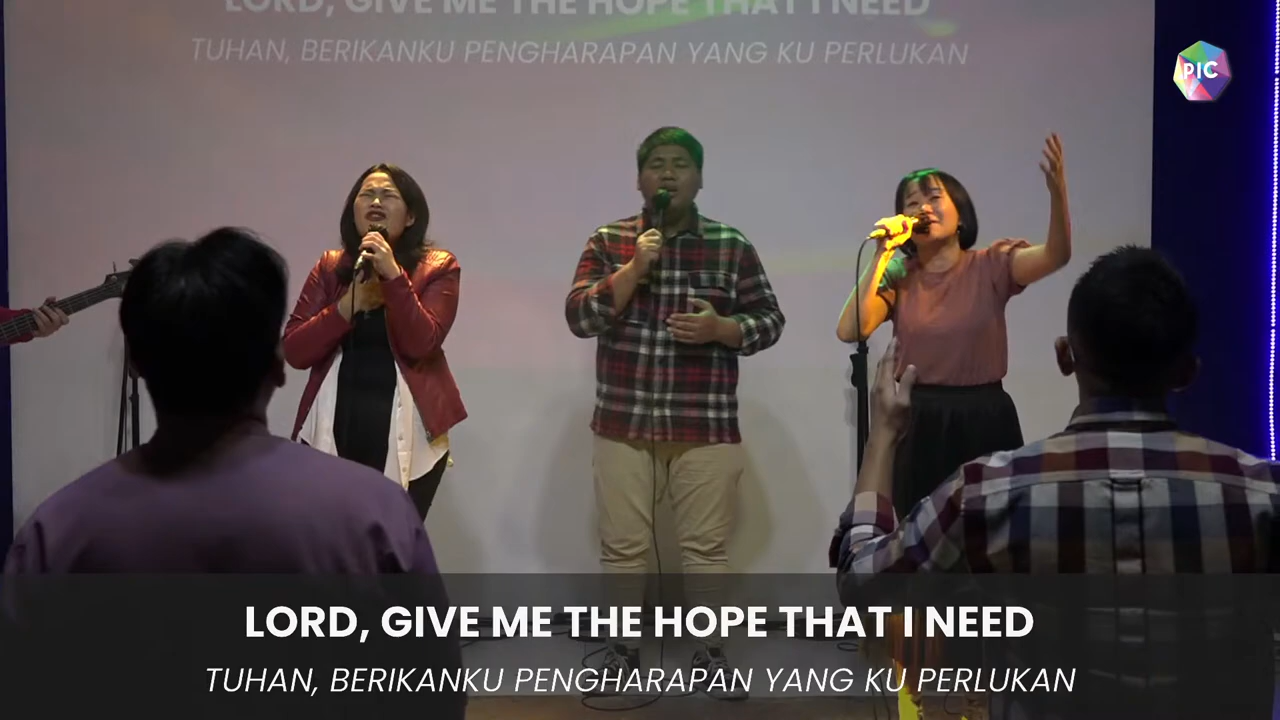 LORD, GIVE ME THE HOPE THAT I NEED
TUHAN, BERIKANKU PENGHARAPAN YANG KU PERLUKAN
PIC
LORD, GIVE ME THE HOPE THAT I NEED
TUHAN, BERIKANKU PENGHARAPAN YANG KU PERLUKAN